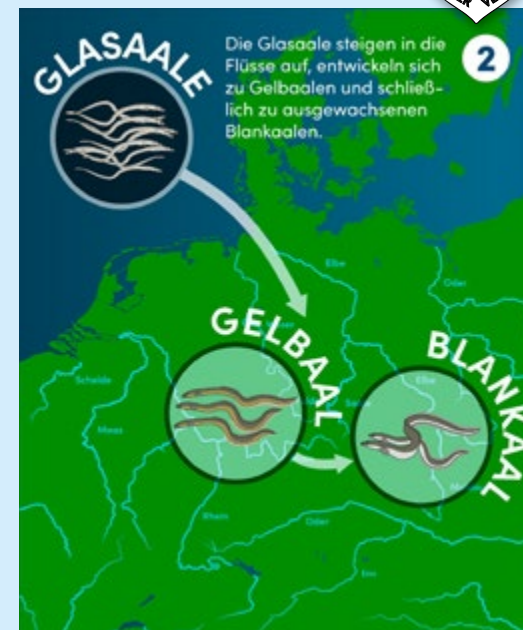 GLASAALE
Die Glasaale steigen in die
Flüsse auf, entwickeln sich
zu Gelbaalen und schließ-
lich zu ausgewachsenen
Blankaalen.
2
Elbe
Oder
GELBAAL
BLANKAAL
Schelde
Elbe
Maas
Rhein
Oder
Inn